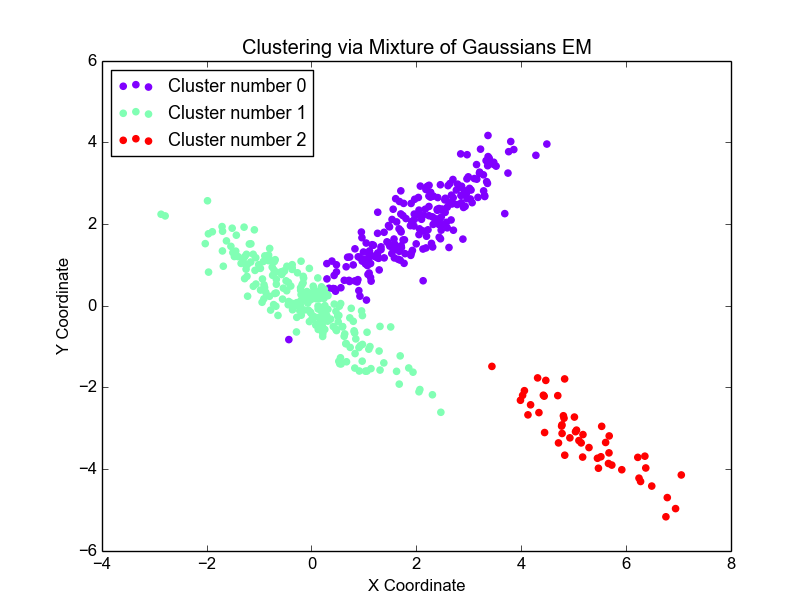 Clustering via Mixture of Gaussians EM
Cluster number 0
Cluster number 1
Cluster number 2
6
4
2
0
−2
−4
−6
Y Coordinate
−4 −2 0 2 4 6 8
X Coordinate